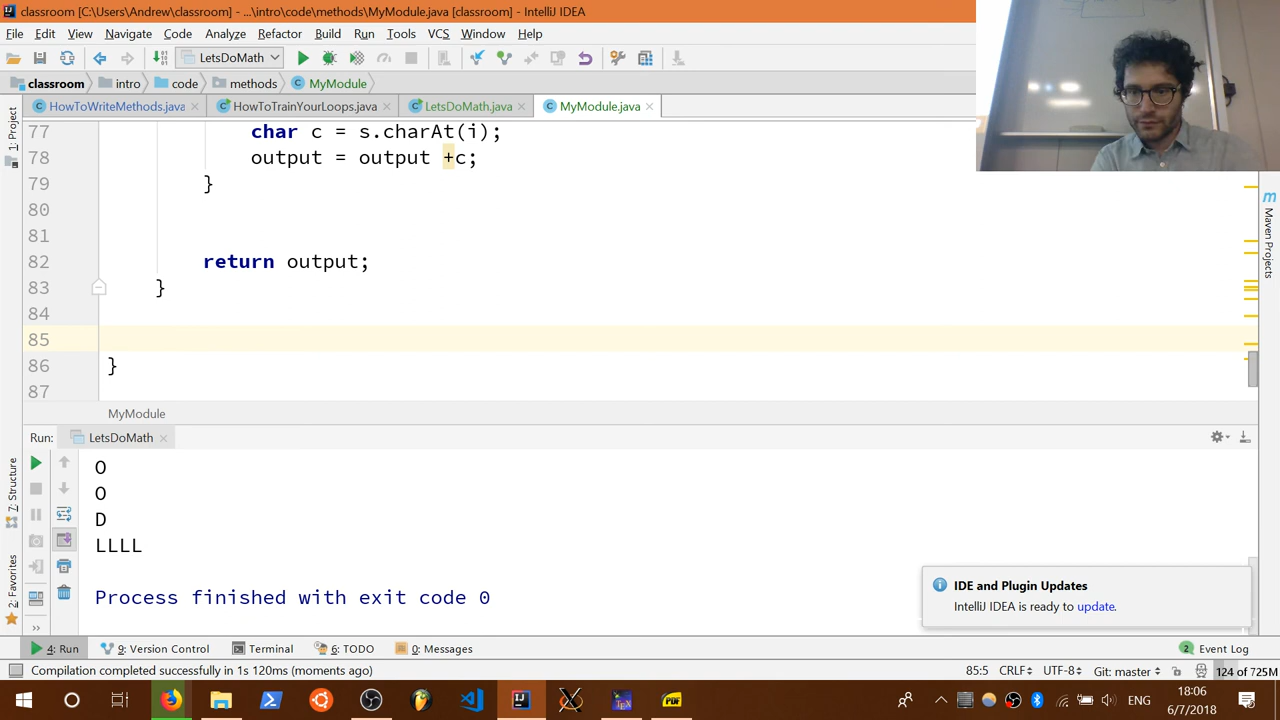 classroom [C:\Users\Andrew\classroom] - ...\intro\code\methods\MyModule.java [classroom] - IntelliJ IDEA
File Edit View Navigate Code Analyze Refactor Build Run Tools VCS Window Help
LetsDoMath
classroom intro code methods MyModule
HowToWriteMethods.java HowToTrainYourLoops.java LetsDoMath.java MyModule.java
1: Project
Maven Projects
77 char c = s.charAt(i);
78 output = output +c;
79 }
80
81
82 return output;
83 }
84
85
86 }
87
MyModule
Run: LetsDoMath
7: Structure
2: Favorites
O
O
D
LLLL
Process finished with exit code 0
IDE and Plugin Updates
IntelliJ IDEA is ready to update.
4: Run 9: Version Control Terminal 6: TODO 0: Messages 2 Event Log
Compilation completed successfully in 1s 120ms (moments ago) 85:5 CRLF UTF-8 Git: master 124 of 725M
ENG 18:06
6/7/2018